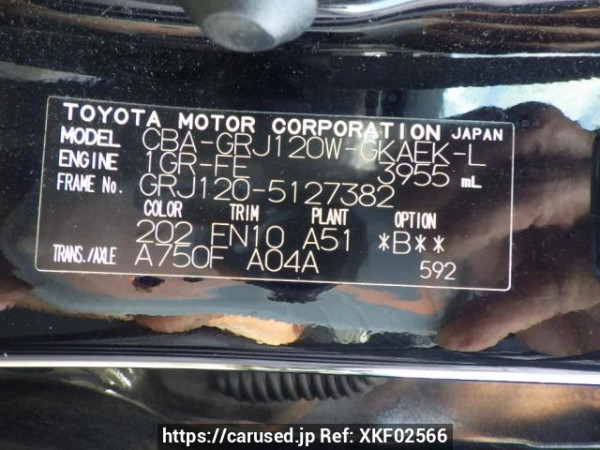 TOYOTA MOTOR CORPORATION JAPAN
MODEL CBA-GRJ120W-GKAEK-L
ENGINE 1GR-FE 3955 mL
FRAME No. GRJ120-5127382
COLOR TRIM PLANT OPTION
202 FN10 A51 *B**
TRANS./AXLE A750F A04A 592
https://carused.jp Ref: XKF02566